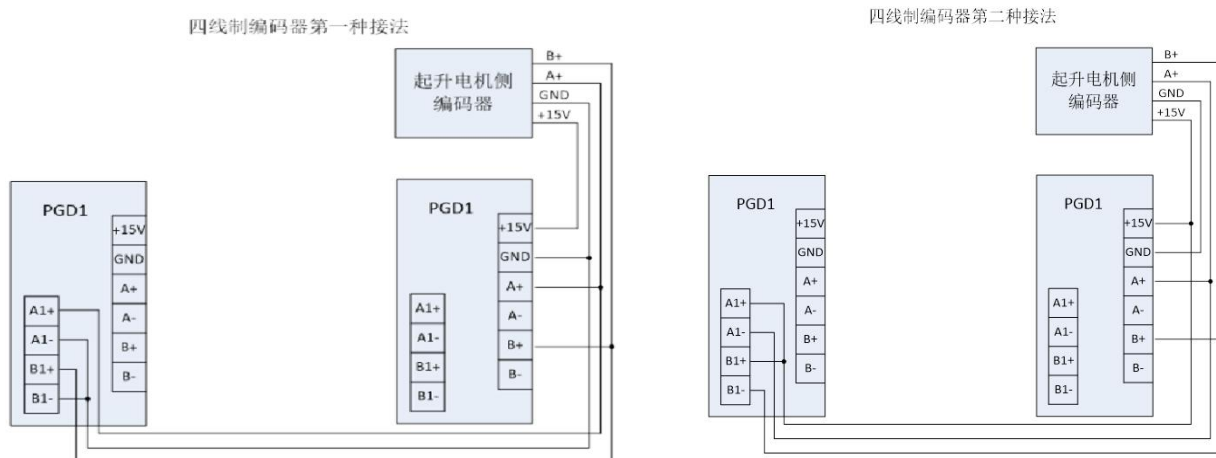 四线制编码器第一种接法
B+
A+
GND
+15V
起升电机侧
编码器
PGD1
+15V
GND
A+
A-
B+
B-
A1+
A1-
B1+
B1-
PGD1
+15V
GND
A+
A-
B+
B-
A1+
A1-
B1+
B1-
四线制编码器第二种接法
B+
A+
GND
+15V
起升电机侧
编码器
PGD1
+15V
GND
A+
A-
B+
B-
A1+
A1-
B1+
B1-
PGD1
+15V
GND
A+
A-
B+
B-
A1+
A1-
B1+
B1-